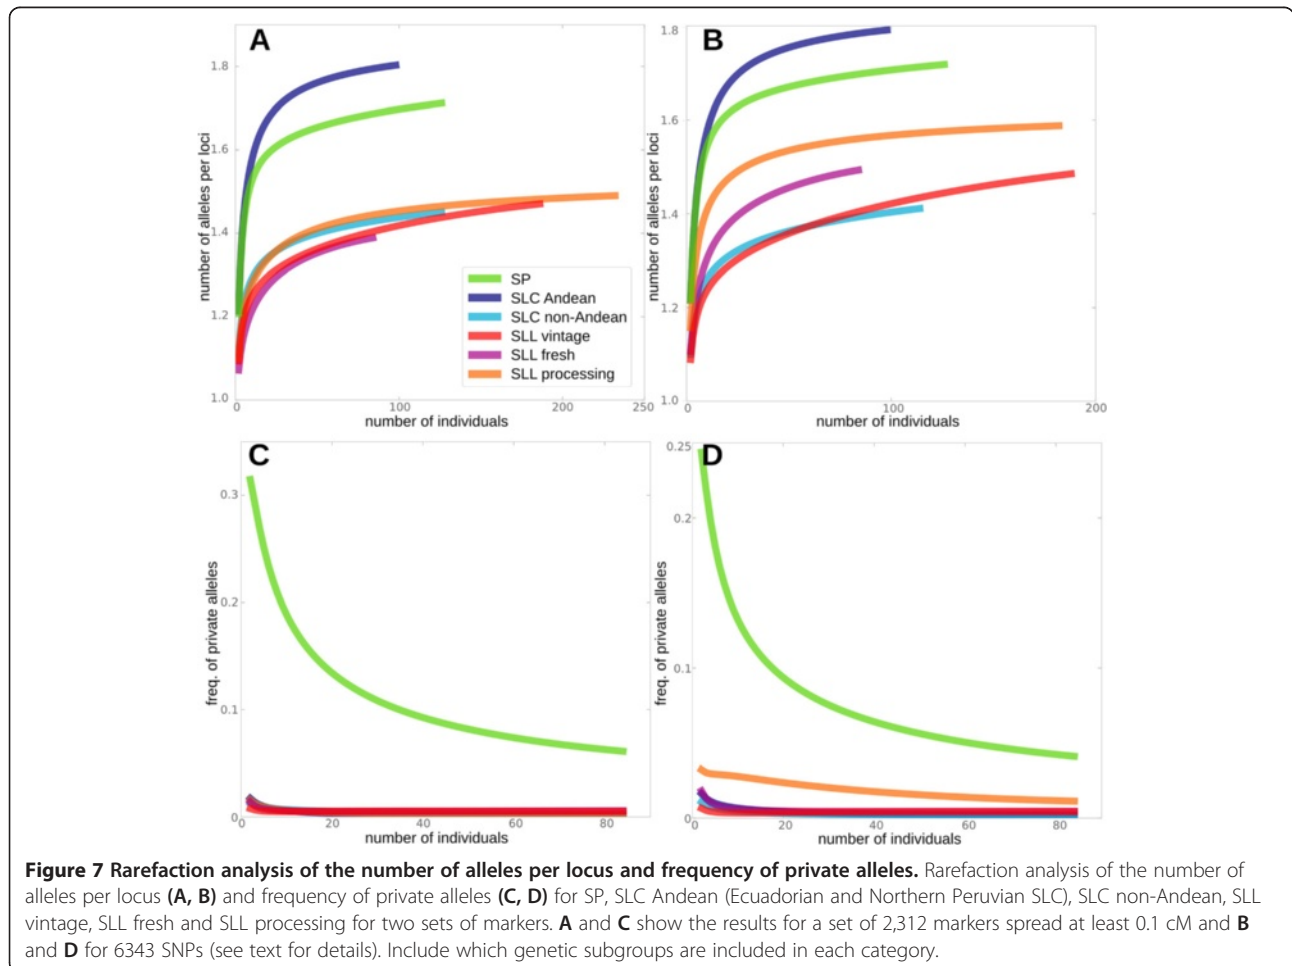 A
B
number of alleles per loci
1.8
1.6
1.4
1.2
1.0
0
100
200
250
number of individuals
SP
SLC Andean
SLC non-Andean
SLL vintage
SLL fresh
SLL processing
number of alleles per loci
1.8
1.6
1.4
1.2
1.0
0
100
200
number of individuals
C
freq. of private alleles
0.3
0.2
0.1
0
0
20
40
60
80
number of individuals
D
freq. of private alleles
0.25
0.2
0.1
0
0
20
40
60
80
number of individuals
Figure 7 Rarefaction analysis of the number of alleles per locus and frequency of private alleles. Rarefaction analysis of the number of
alleles per locus (A, B) and frequency of private alleles (C, D) for SP, SLC Andean (Ecuadorian and Northern Peruvian SLC), SLC non-Andean, SLL
vintage, SLL fresh and SLL processing for two sets of markers. A and C show the results for a set of 2,312 markers spread at least 0.1 cM and B
and D for 6343 SNPs (see text for details). Include which genetic subgroups are included in each category.